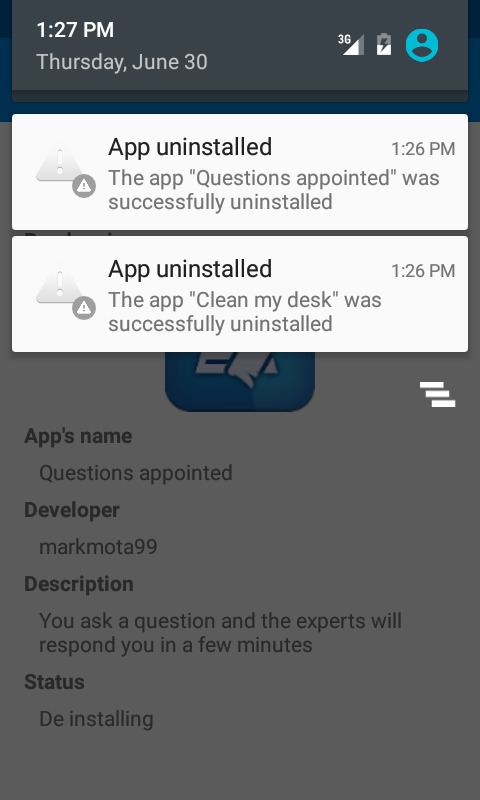 1:27 PM
3G
Thursday, June 30
App uninstalled 1:26 PM
The app "Questions appointed" was
successfully uninstalled
App uninstalled 1:26 PM
The app "Clean my desk" was
successfully uninstalled
App's name
Questions appointed
Developer
markmota99
Description
You ask a question and the experts will
respond you in a few minutes
Status
De installing